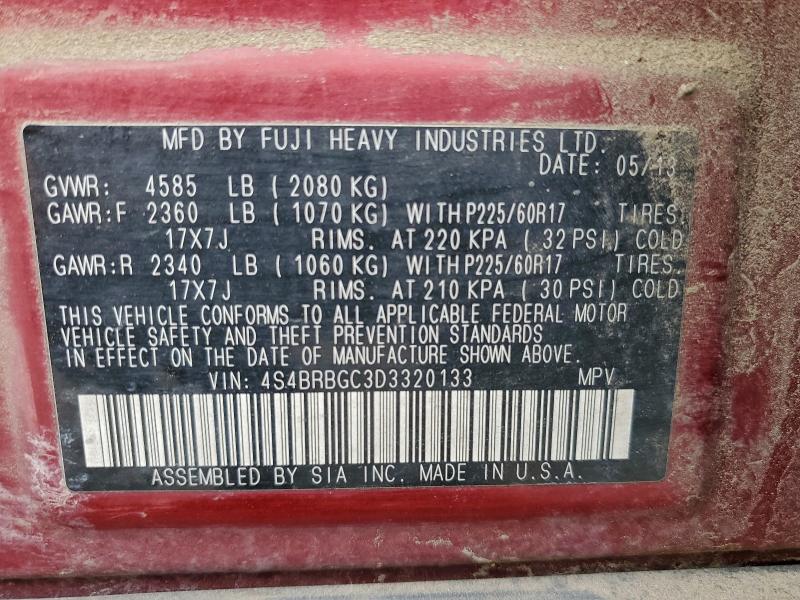 MFD BY FUJI HEAVY INDUSTRIES LTD.
DATE: 05/13
GVWR: 4585 LB (2080 KG)
GAWR:F 2360 LB (1070 KG) WITH P225/60R17 TIRES.
17X7J RIMS. AT 220 KPA (32 PSI) COLD
GAWR:R 2340 LB (1060 KG) WITH P225/60R17 TIRES.
17X7J RIMS. AT 210 KPA (30 PSI) COLD
THIS VEHICLE CONFORMS TO ALL APPLICABLE FEDERAL MOTOR
VEHICLE SAFETY AND THEFT PREVENTION STANDARDS
IN EFFECT ON THE DATE OF MANUFACTURE SHOWN ABOVE.
VIN: 4S4BRBGC3D3320133 MPV
ASSEMBLED BY SIA INC. MADE IN U.S.A.